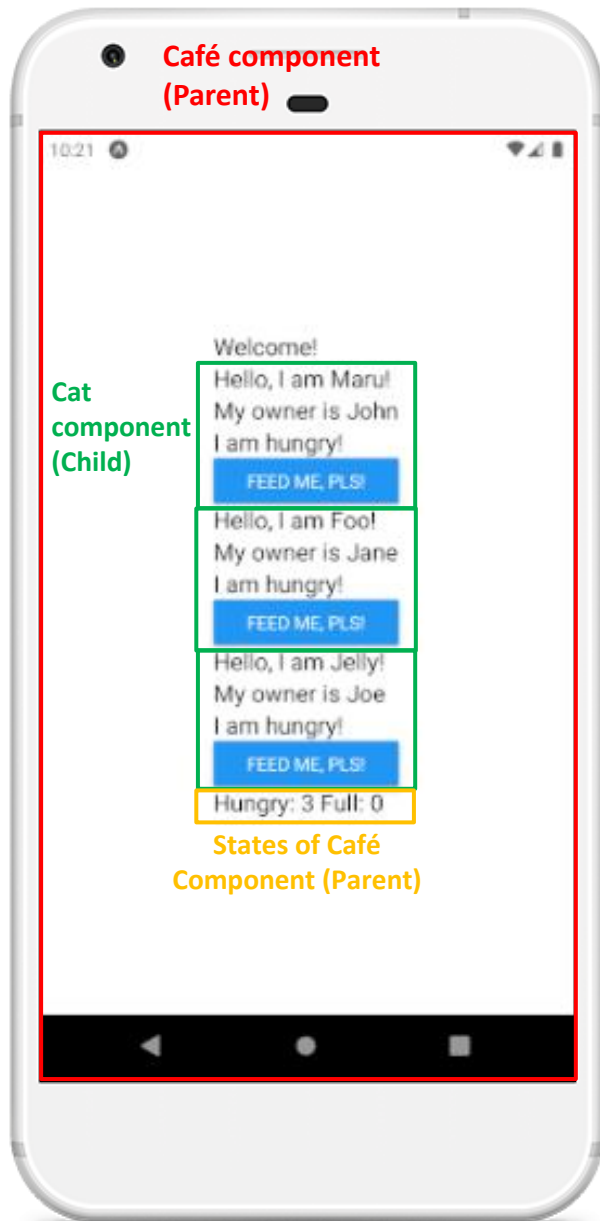 Café component
(Parent)
10:21
Welcome!
Cat
component
(Child)
Hello, I am Maru!
My owner is John
I am hungry!
FEED ME, PLS!
Hello, I am Foo!
My owner is Jane
I am hungry!
FEED ME, PLS!
Hello, I am Jelly!
My owner is Joe
I am hungry!
FEED ME, PLS!
Hungry: 3 Full: 0
States of Café
Component (Parent)